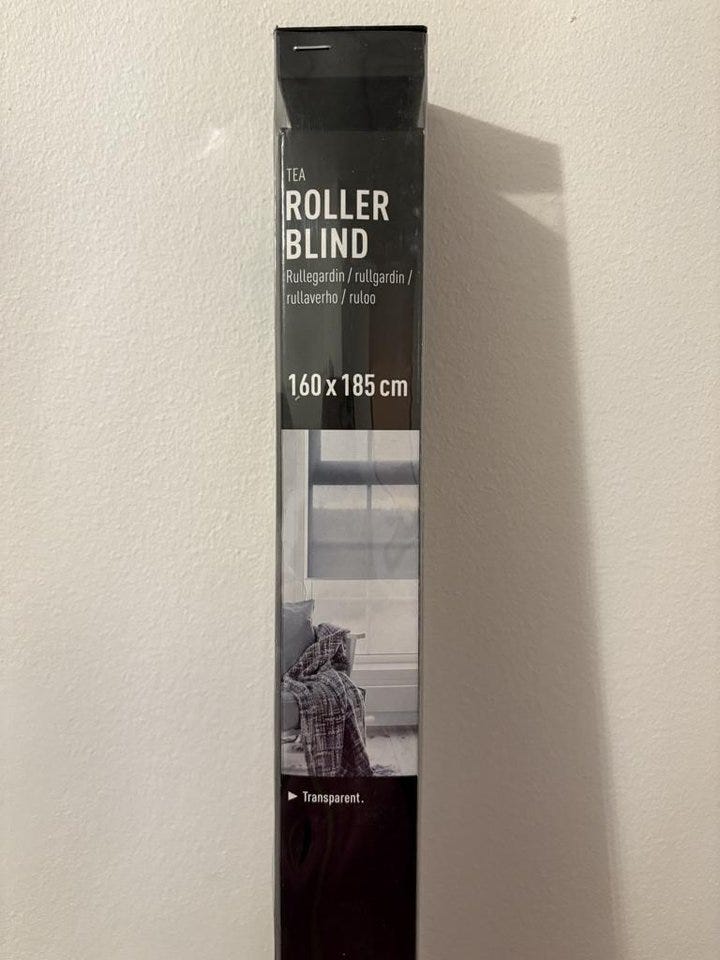 TEA
ROLLER
BLIND
Rullegardin / rullgardin /
rullaverho / ruloo
160 x 185 cm
► Transparent.